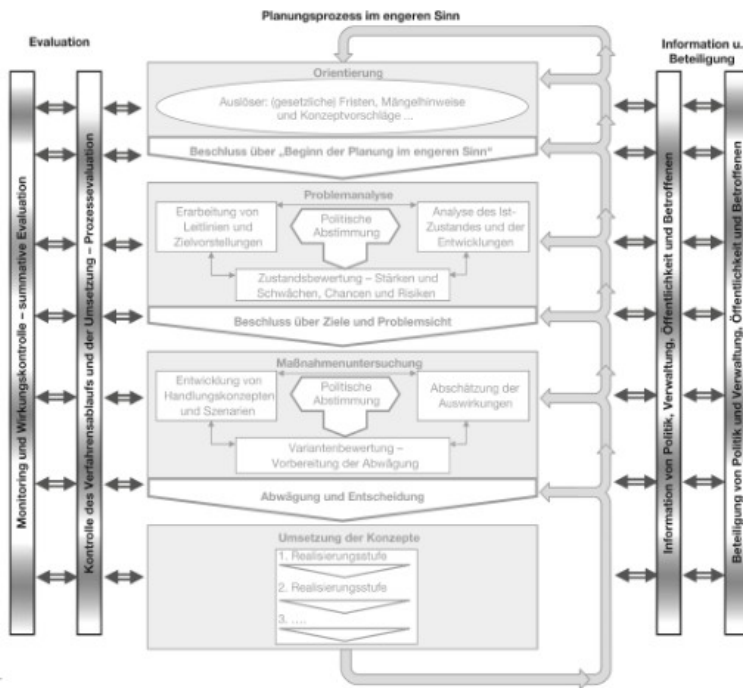 Planungsprozess im engeren Sinn
Evaluation
Information u.
Beteiligung
Monitoring und Wirkungskontrolle – summative Evaluation
Kontrolle des Verfahrensablaufs und der Umsetzung – Prozessevaluation
Orientierung
Auslöser: (gesetzliche) Fristen, Mängelhinweise
und Konzeptvorschläge ...
Beschluss über „Beginn der Planung im engeren Sinn“
Problemanalyse
Erarbeitung von
Leitlinien und
Zielvorstellungen
Politische
Abstimmung
Analyse des Ist-
Zustandes und der
Entwicklungen
Zustandsbewertung – Stärken und
Schwächen, Chancen und Risiken
Beschluss über Ziele und Problemsicht
Maßnahmenuntersuchung
Entwicklung von
Handlungskonzepten
und Szenarien
Politische
Abstimmung
Abschätzung der
Auswirkungen
Variantenbewertung –
Vorbereitung der Abwägung
Abwägung und Entscheidung
Umsetzung der Konzepte
1. Realisierungsstufe
2. Realisierungsstufe
3. ....
Information von Politik, Verwaltung, Öffentlichkeit und Betroffenen
Beteiligung von Politik und Verwaltung, Öffentlichkeit und Betroffenen